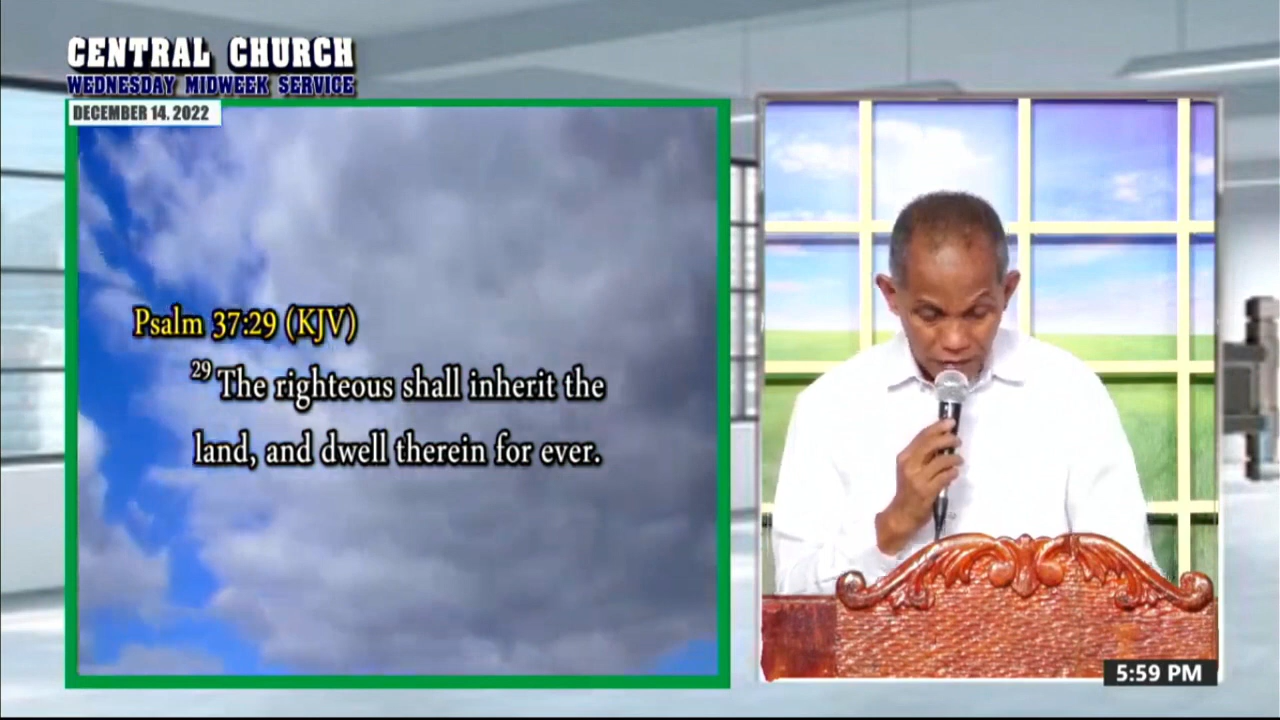 CENTRAL CHURCH
WEDNESDAY MIDWEEK SERVICE
DECEMBER 14. 2022
Psalm 37:29 (KJV)
29 The righteous shall inherit the
land, and dwell therein for ever.
5:59 PM